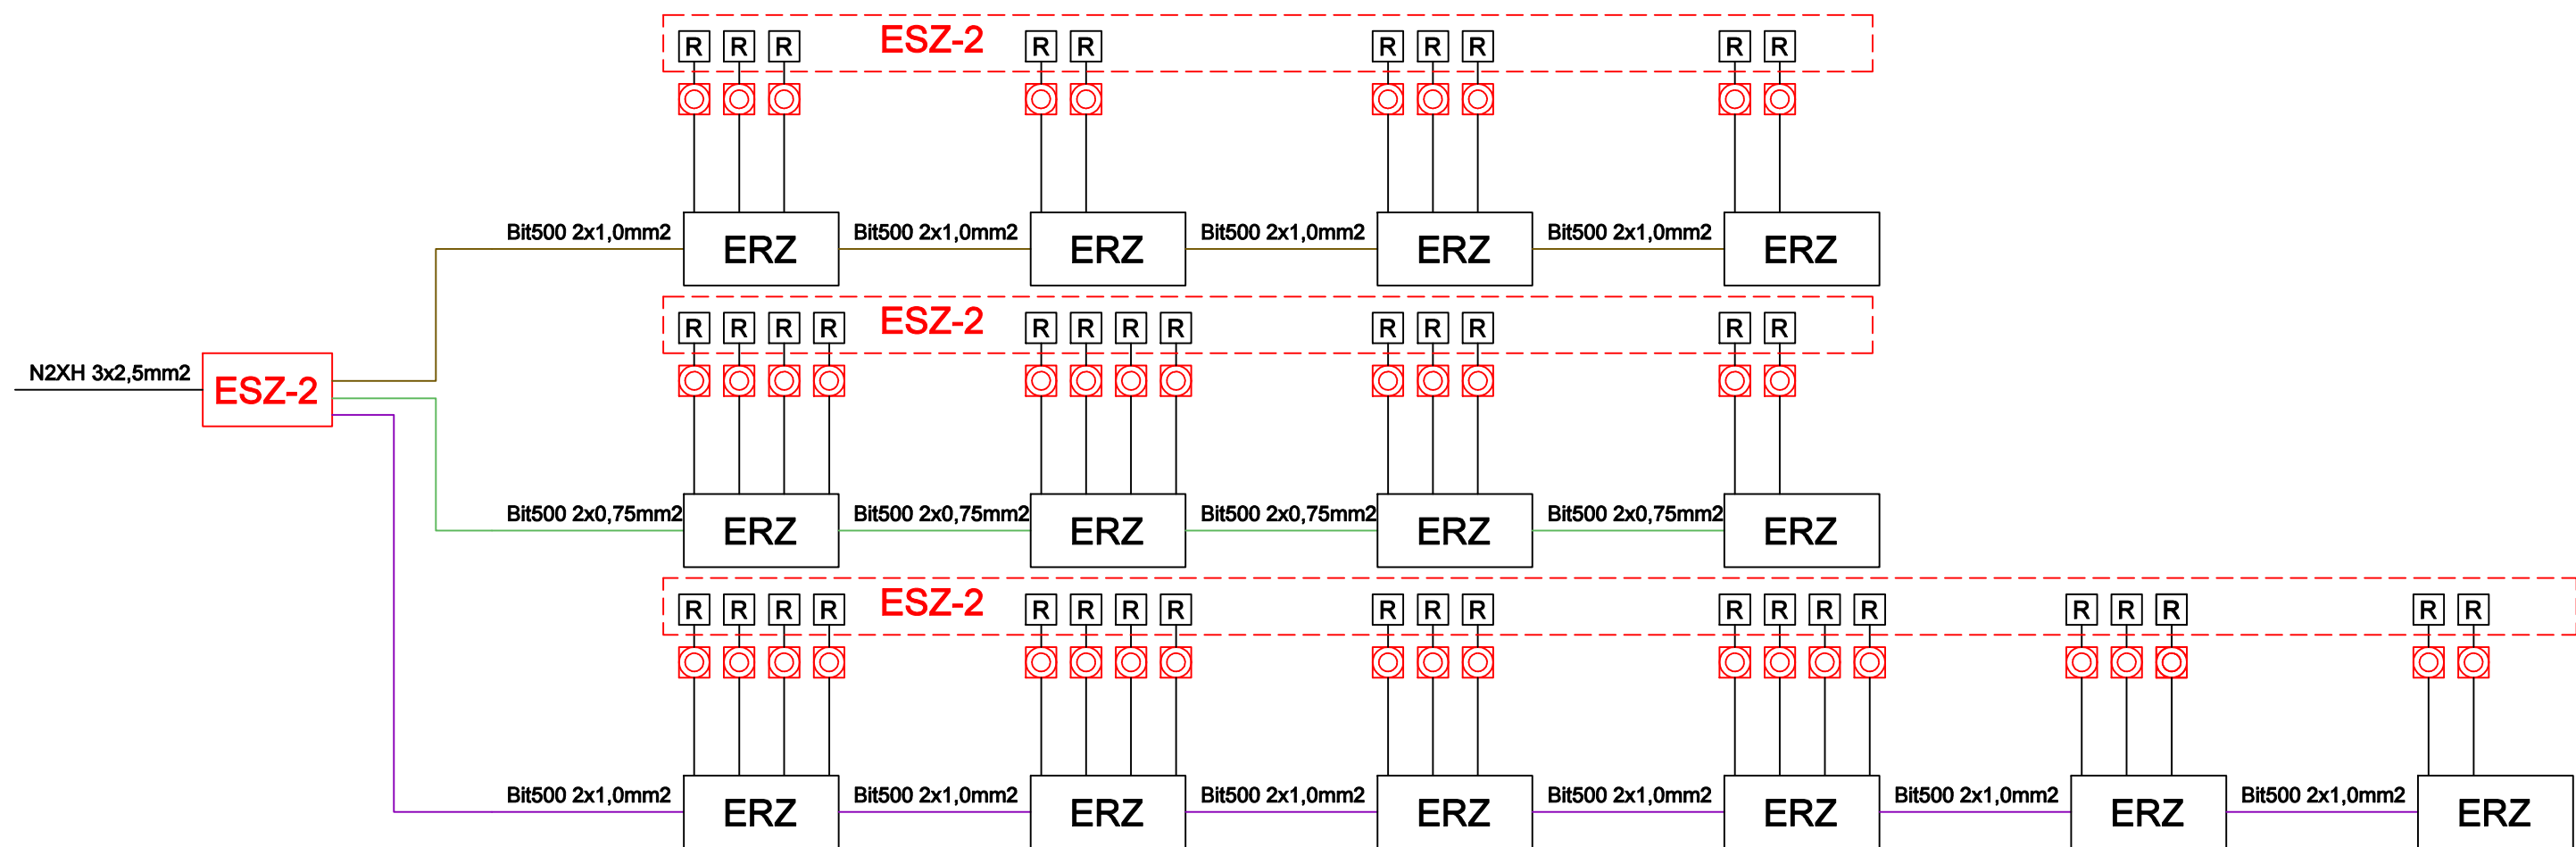 R R R ESZ-2 R R R R R R R
Bit500 2x1,0mm2 Bit500 2x1,0mm2 Bit500 2x1,0mm2 Bit500 2x1,0mm2
ERZ ERZ ERZ ERZ
R R R R ESZ-2 R R R R R R R R R
N2XH 3x2,5mm2
ESZ-2
Bit500 2x0,75mm2 Bit500 2x0,75mm2 Bit500 2x0,75mm2 Bit500 2x0,75mm2
ERZ ERZ ERZ ERZ
R R R R ESZ-2 R R R R R R R R R R R R R R R R
Bit500 2x1,0mm2 Bit500 2x1,0mm2 Bit500 2x1,0mm2 Bit500 2x1,0mm2 Bit500 2x1,0mm2 Bit500 2x1,0mm2
ERZ ERZ ERZ ERZ ERZ ERZ